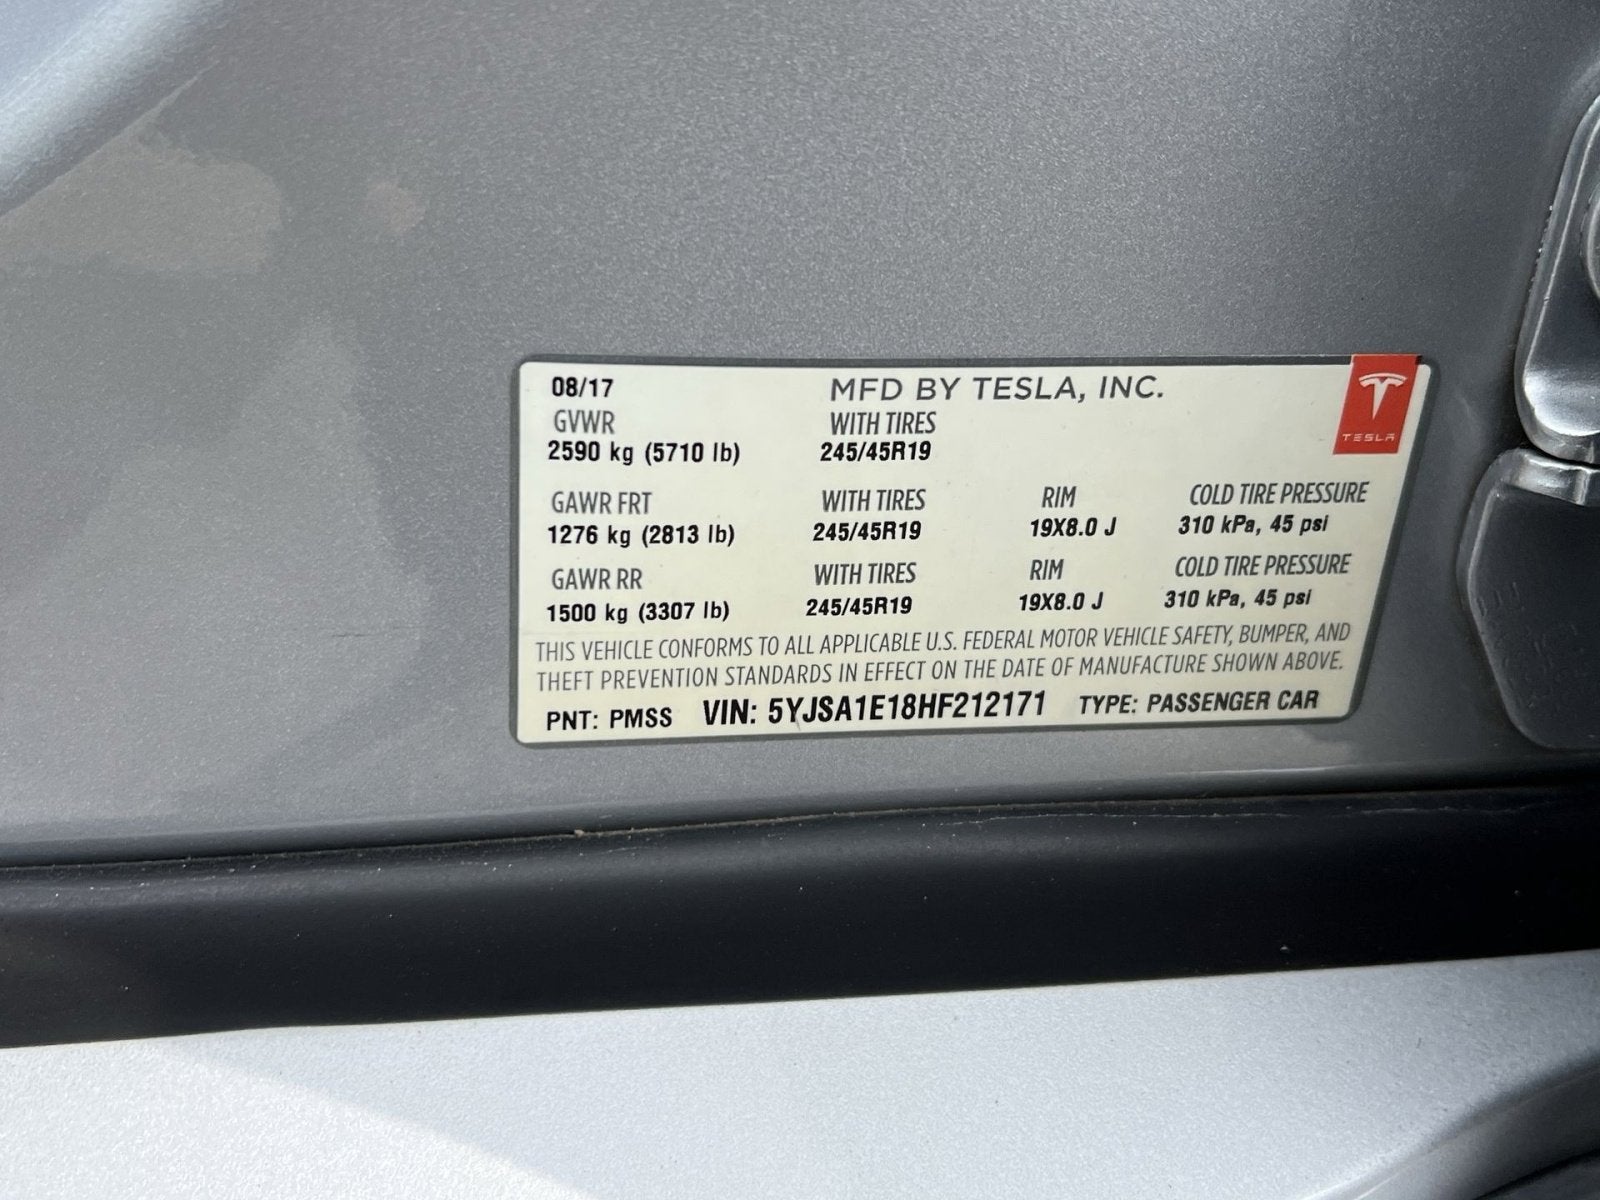 08/17 MFD BY TESLA, INC.
GVWR WITH TIRES
2590 kg (5710 lb) 245/45R19
TESLA
GAWR FRT WITH TIRES RIM COLD TIRE PRESSURE
1276 kg (2813 lb) 245/45R19 19X8.0 J 310 kPa, 45 psi
GAWR RR WITH TIRES RIM COLD TIRE PRESSURE
1500 kg (3307 lb) 245/45R19 19X8.0 J 310 kPa, 45 psi
THIS VEHICLE CONFORMS TO ALL APPLICABLE U.S. FEDERAL MOTOR VEHICLE SAFETY, BUMPER, AND
THEFT PREVENTION STANDARDS IN EFFECT ON THE DATE OF MANUFACTURE SHOWN ABOVE.
PNT: PMSS VIN: 5YJSA1E18HF212171 TYPE: PASSENGER CAR